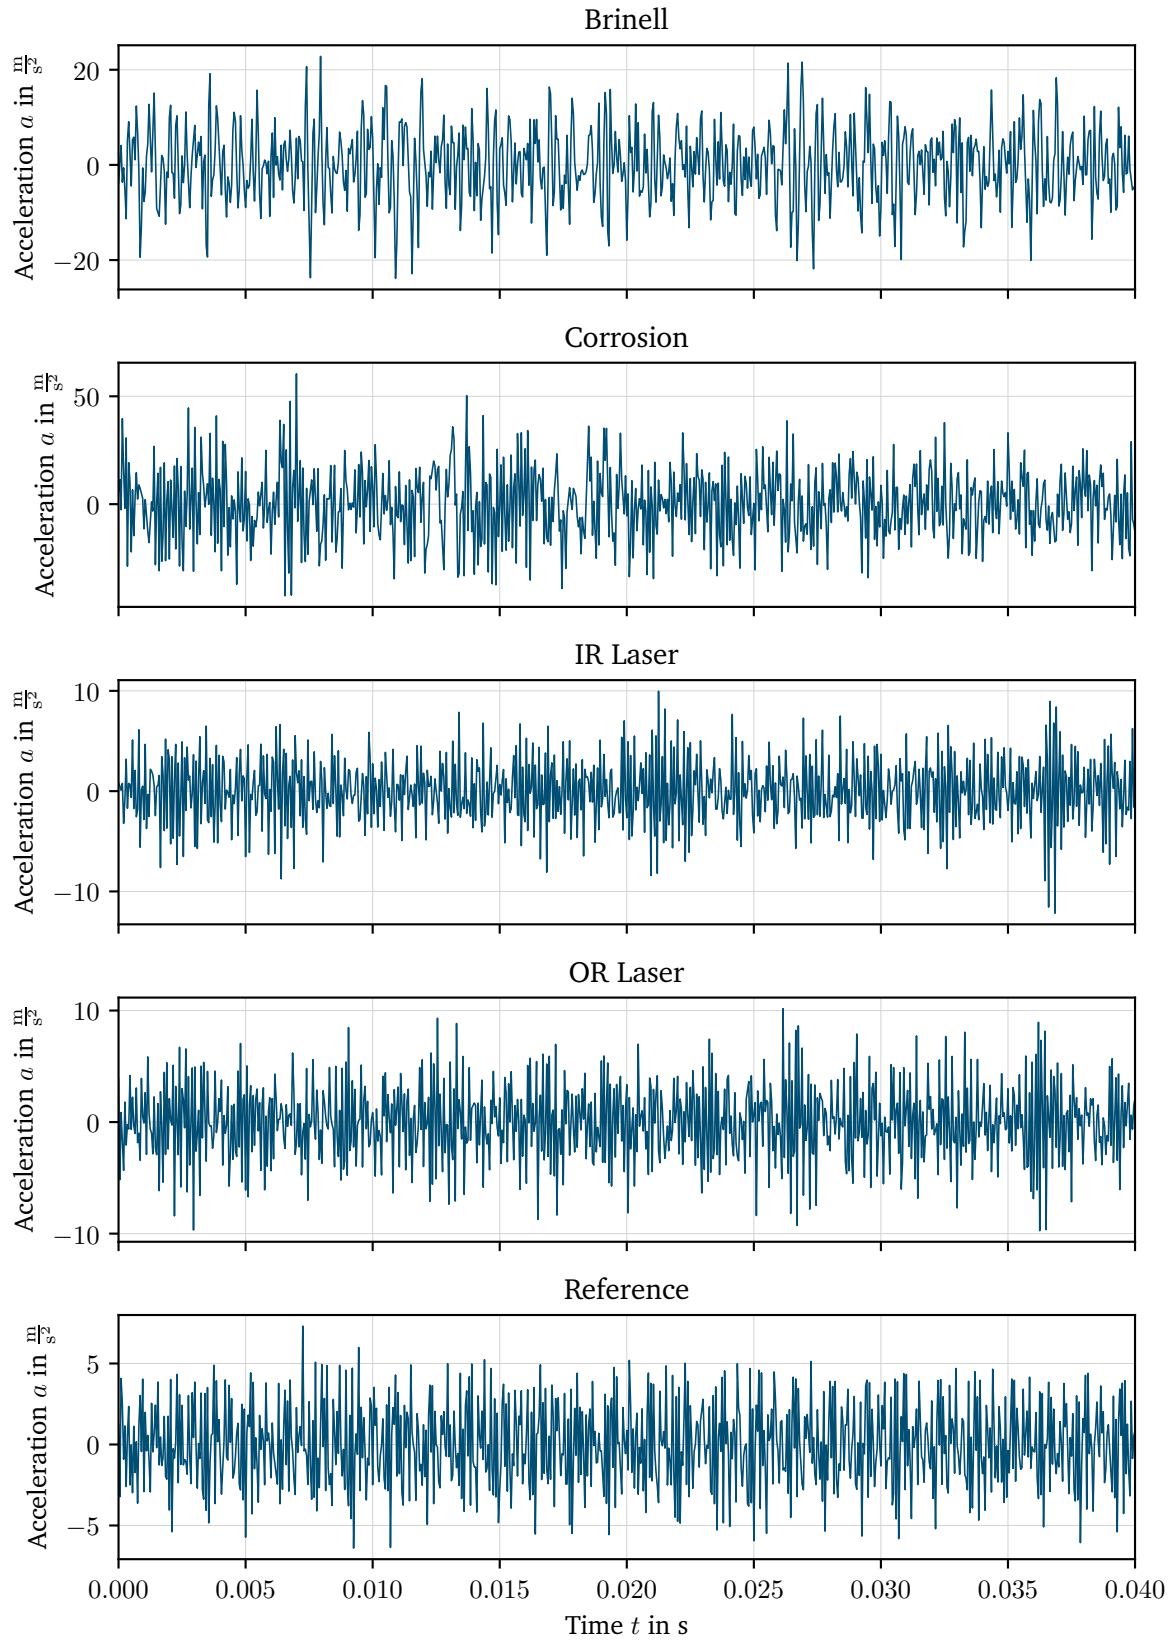 Brinell
Acceleration a in m/s²
20
0
−20
Corrosion
Acceleration a in m/s²
50
0
IR Laser
Acceleration a in m/s²
10
0
−10
OR Laser
Acceleration a in m/s²
10
0
−10
Reference
Acceleration a in m/s²
5
0
−5
0.000 0.005 0.010 0.015 0.020 0.025 0.030 0.035 0.040
Time t in s